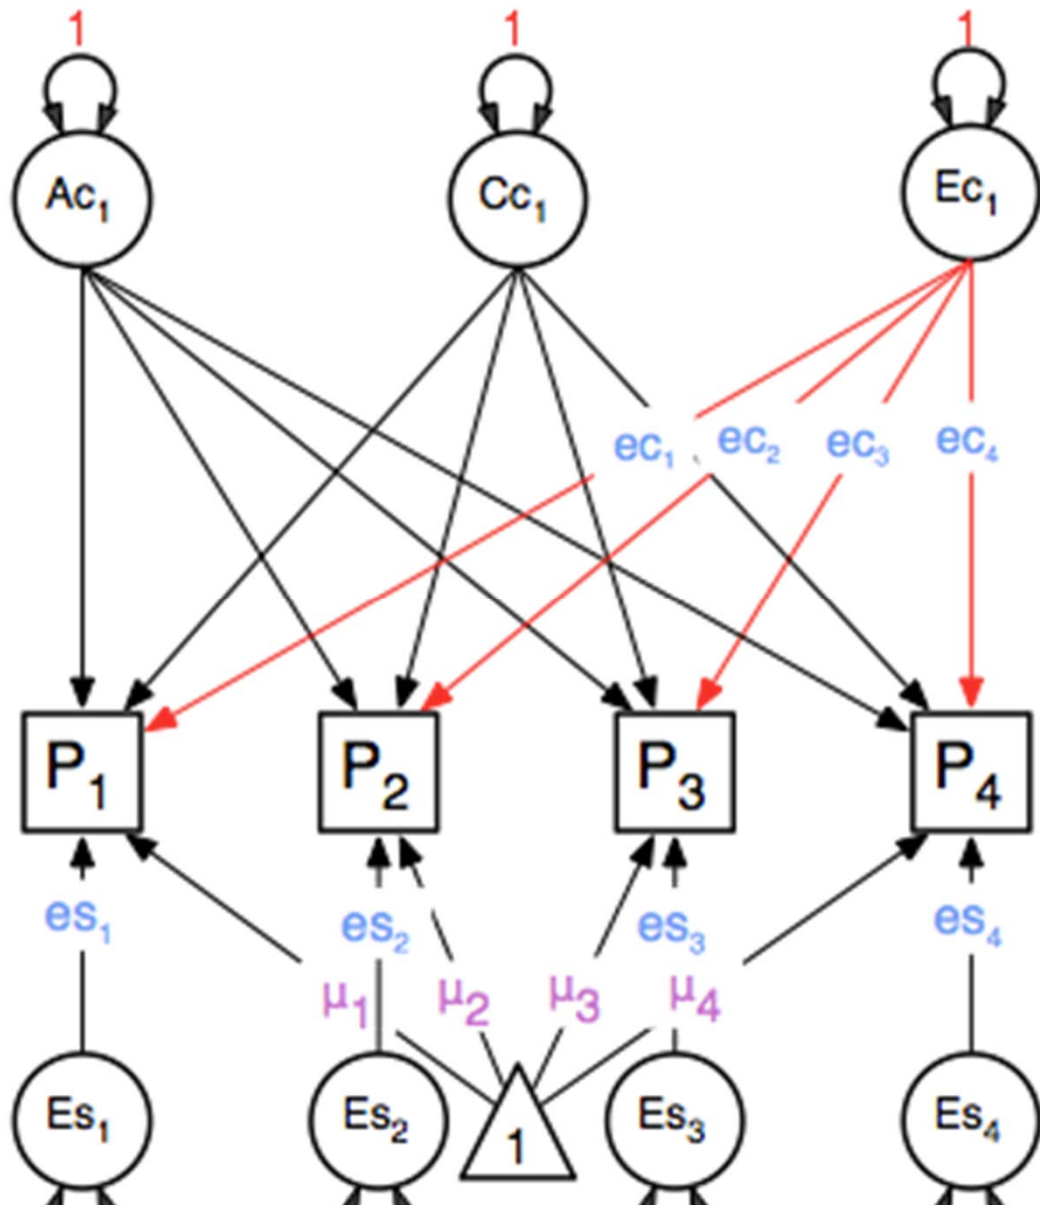 1 1 1
Ac₁ Cc₁ Ec₁
ec₁ ec₂ ec₃ ec₄
P₁ P₂ P₃ P₄
es₁ es₂ es₃ es₄
μ₁ μ₂ μ₃ μ₄
Es₁ Es₂ 1 Es₃ Es₄